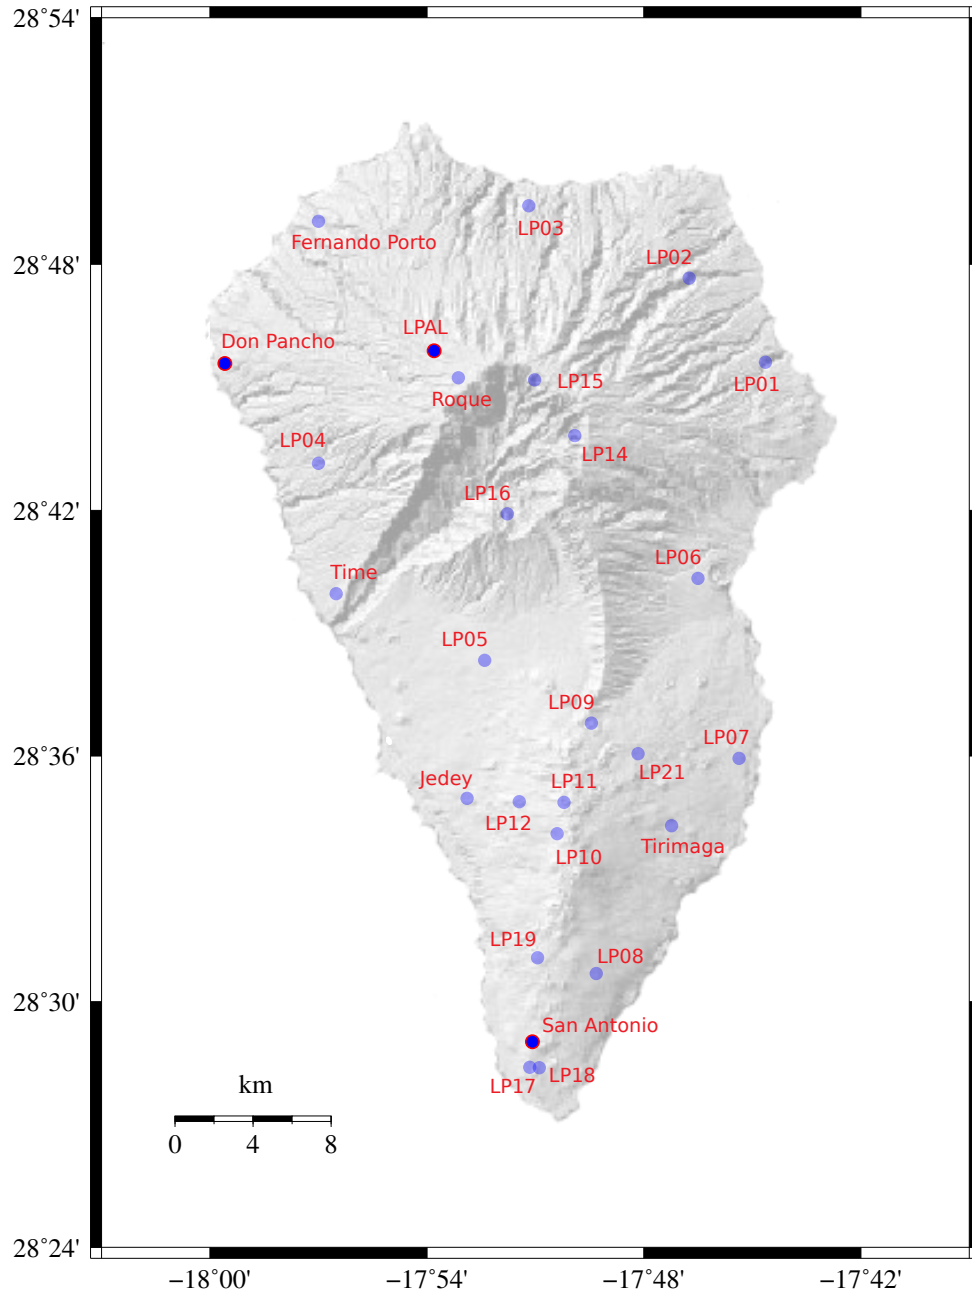 28°54'
LP03
Fernando Porto
LP02
28°48'
LPAL
Don Pancho
LP15
LP01
Roque
LP04
LP14
LP16
28°42'
LP06
Time
LP05
LP09
LP07
28°36'
LP21
Jedey
LP11
LP12
Tirimaga
LP10
LP19
LP08
28°30'
San Antonio
LP17
LP18
km
0 4 8
28°24'
−18°00' −17°54' −17°48' −17°42'